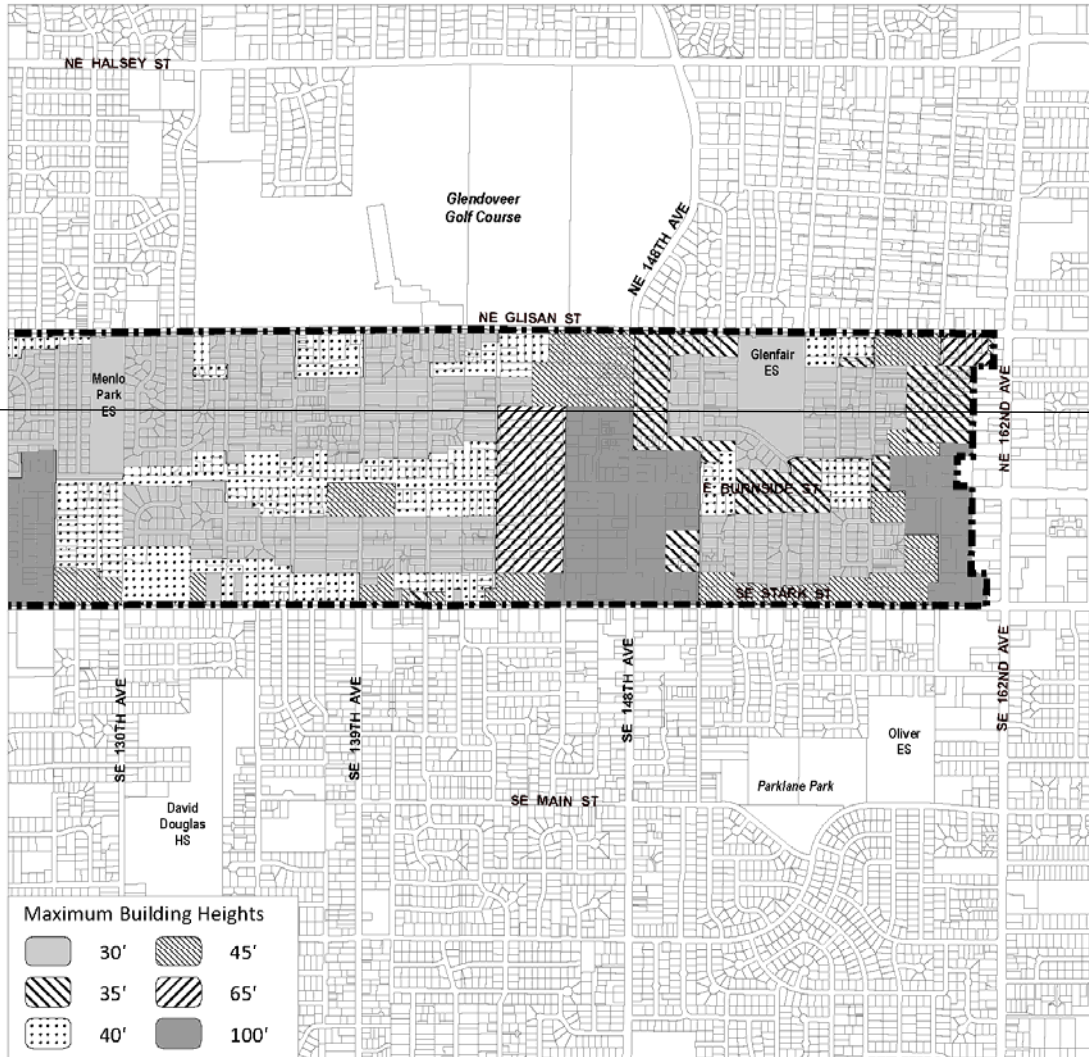 NE HALSEY ST
Glendoveer
Golf Course
NE 148TH AVE
NE GLISAN ST
Menlo
Park
ES
Glenfair
ES
NE 162ND AVE
E BURNSIDE ST
SE STARK ST
SE 130TH AVE
SE 139TH AVE
SE 148TH AVE
SE 162ND AVE
Oliver
ES
Parklane Park
SE MAIN ST
David
Douglas
HS
Maximum Building Heights
30' 45'
35' 65'
40' 100'